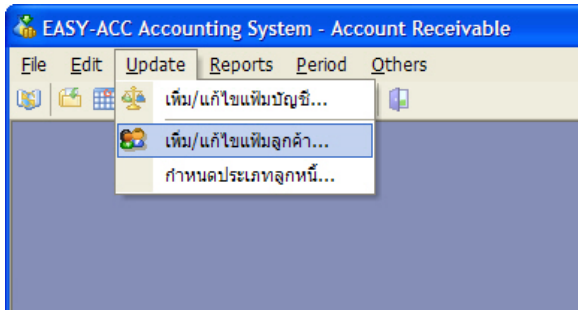 EASY-ACC Accounting System - Account Receivable
File Edit Update Reports Period Others
เพิ่ม/แก้ไขแฟ้มบัญชี...
เพิ่ม/แก้ไขแฟ้มลูกค้า...
กำหนดประเภทลูกหนี้...